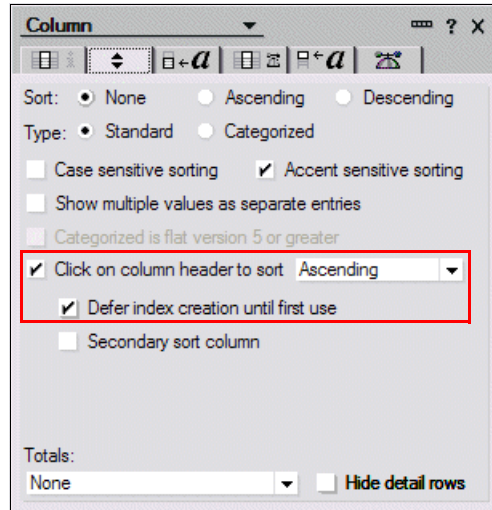 Column ? X
i a a
Sort: None Ascending Descending
Type: Standard Categorized
Case sensitive sorting Accent sensitive sorting
Show multiple values as separate entries
Categorized is flat version 5 or greater
Click on column header to sort Ascending
Defer index creation until first use
Secondary sort column
Totals:
None Hide detail rows